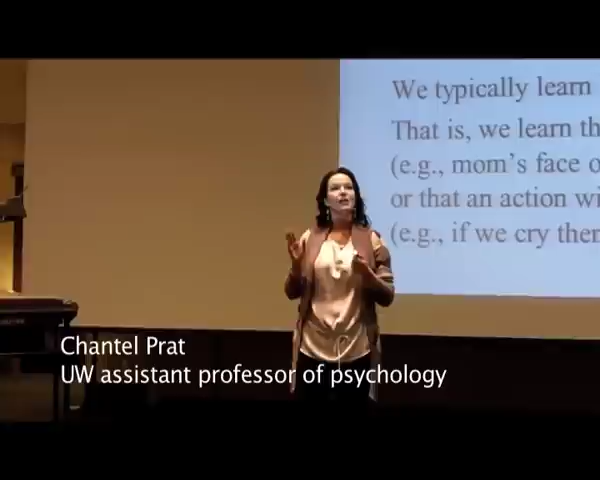 We typically learn
That is, we learn th
(e.g., mom's face o
or that an action wi
(e.g., if we cry ther
Chantel Prat
UW assistant professor of psychology